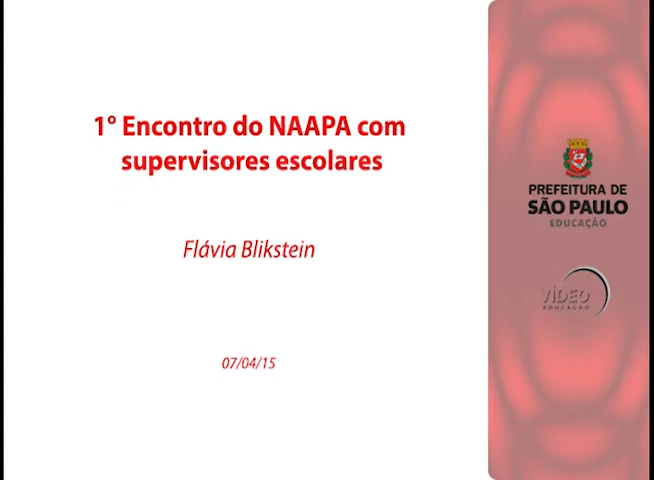 1° Encontro do NAAPA com
supervisores escolares
Flávia Blikstein
07/04/15
PREFEITURA DE
SÃO PAULO
EDUCAÇÃO
VÍDEO
EDUCAÇÃO